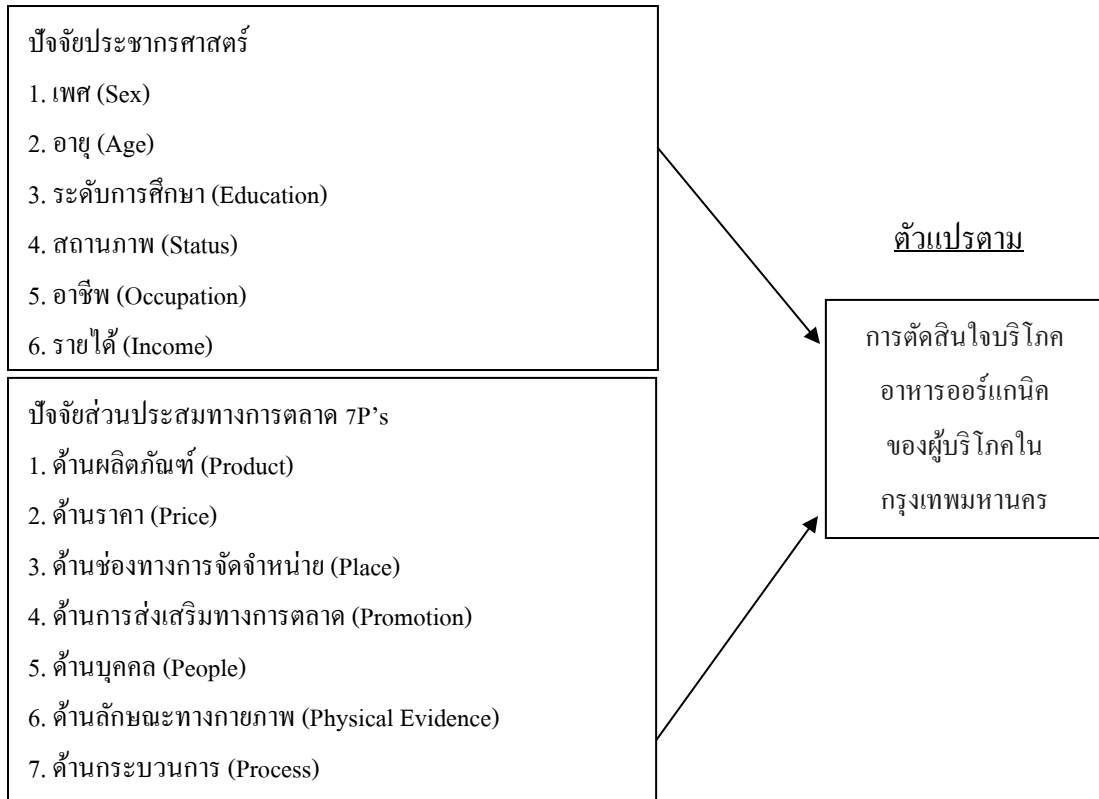 ปัจจัยประชากรศาสตร์
1. เพศ (Sex)
2. อายุ (Age)
3. ระดับการศึกษา (Education)
4. สถานภาพ (Status)
5. อาชีพ (Occupation)
6. รายได้ (Income)
ปัจจัยส่วนประสมทางการตลาด 7P’s
1. ด้านผลิตภัณฑ์ (Product)
2. ด้านราคา (Price)
3. ด้านช่องทางการจัดจำหน่าย (Place)
4. ด้านการส่งเสริมทางการตลาด (Promotion)
5. ด้านบุคคล (People)
6. ด้านลักษณะทางกายภาพ (Physical Evidence)
7. ด้านกระบวนการ (Process)
ตัวแปรตาม
การตัดสินใจบริโภค
อาหารออร์แกนิค
ของผู้บริโภคใน
กรุงเทพมหานคร